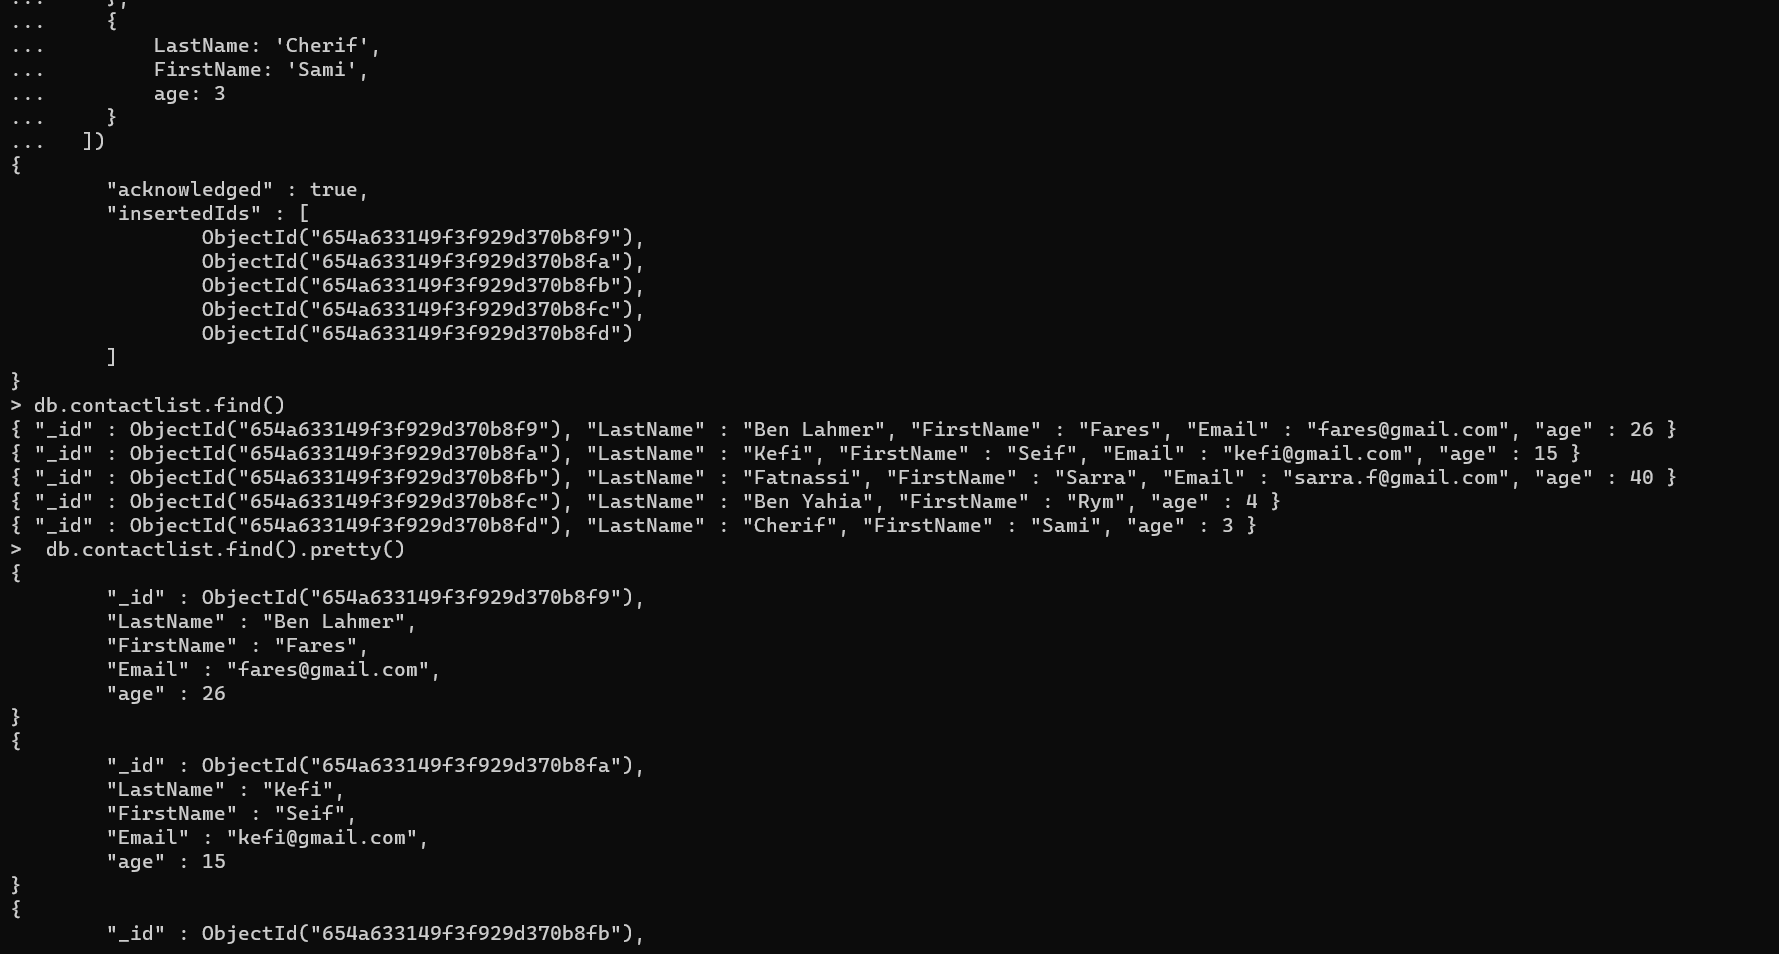 ...     },
...     {
...         LastName: 'Cherif',
...         FirstName: 'Sami',
...         age: 3
...     }
...   ])
{
        "acknowledged" : true,
        "insertedIds" : [
                ObjectId("654a633149f3f929d370b8f9"),
                ObjectId("654a633149f3f929d370b8fa"),
                ObjectId("654a633149f3f929d370b8fb"),
                ObjectId("654a633149f3f929d370b8fc"),
                ObjectId("654a633149f3f929d370b8fd")
        ]
}
> db.contactlist.find()
{ "_id" : ObjectId("654a633149f3f929d370b8f9"), "LastName" : "Ben Lahmer", "FirstName" : "Fares", "Email" : "fares@gmail.com", "age" : 26 }
{ "_id" : ObjectId("654a633149f3f929d370b8fa"), "LastName" : "Kefi", "FirstName" : "Seif", "Email" : "kefi@gmail.com", "age" : 15 }
{ "_id" : ObjectId("654a633149f3f929d370b8fb"), "LastName" : "Fatnassi", "FirstName" : "Sarra", "Email" : "sarra.f@gmail.com", "age" : 40 }
{ "_id" : ObjectId("654a633149f3f929d370b8fc"), "LastName" : "Ben Yahia", "FirstName" : "Rym", "age" : 4 }
{ "_id" : ObjectId("654a633149f3f929d370b8fd"), "LastName" : "Cherif", "FirstName" : "Sami", "age" : 3 }
>  db.contactlist.find().pretty()
{
        "_id" : ObjectId("654a633149f3f929d370b8f9"),
        "LastName" : "Ben Lahmer",
        "FirstName" : "Fares",
        "Email" : "fares@gmail.com",
        "age" : 26
}
{
        "_id" : ObjectId("654a633149f3f929d370b8fa"),
        "LastName" : "Kefi",
        "FirstName" : "Seif",
        "Email" : "kefi@gmail.com",
        "age" : 15
}
{
        "_id" : ObjectId("654a633149f3f929d370b8fb"),